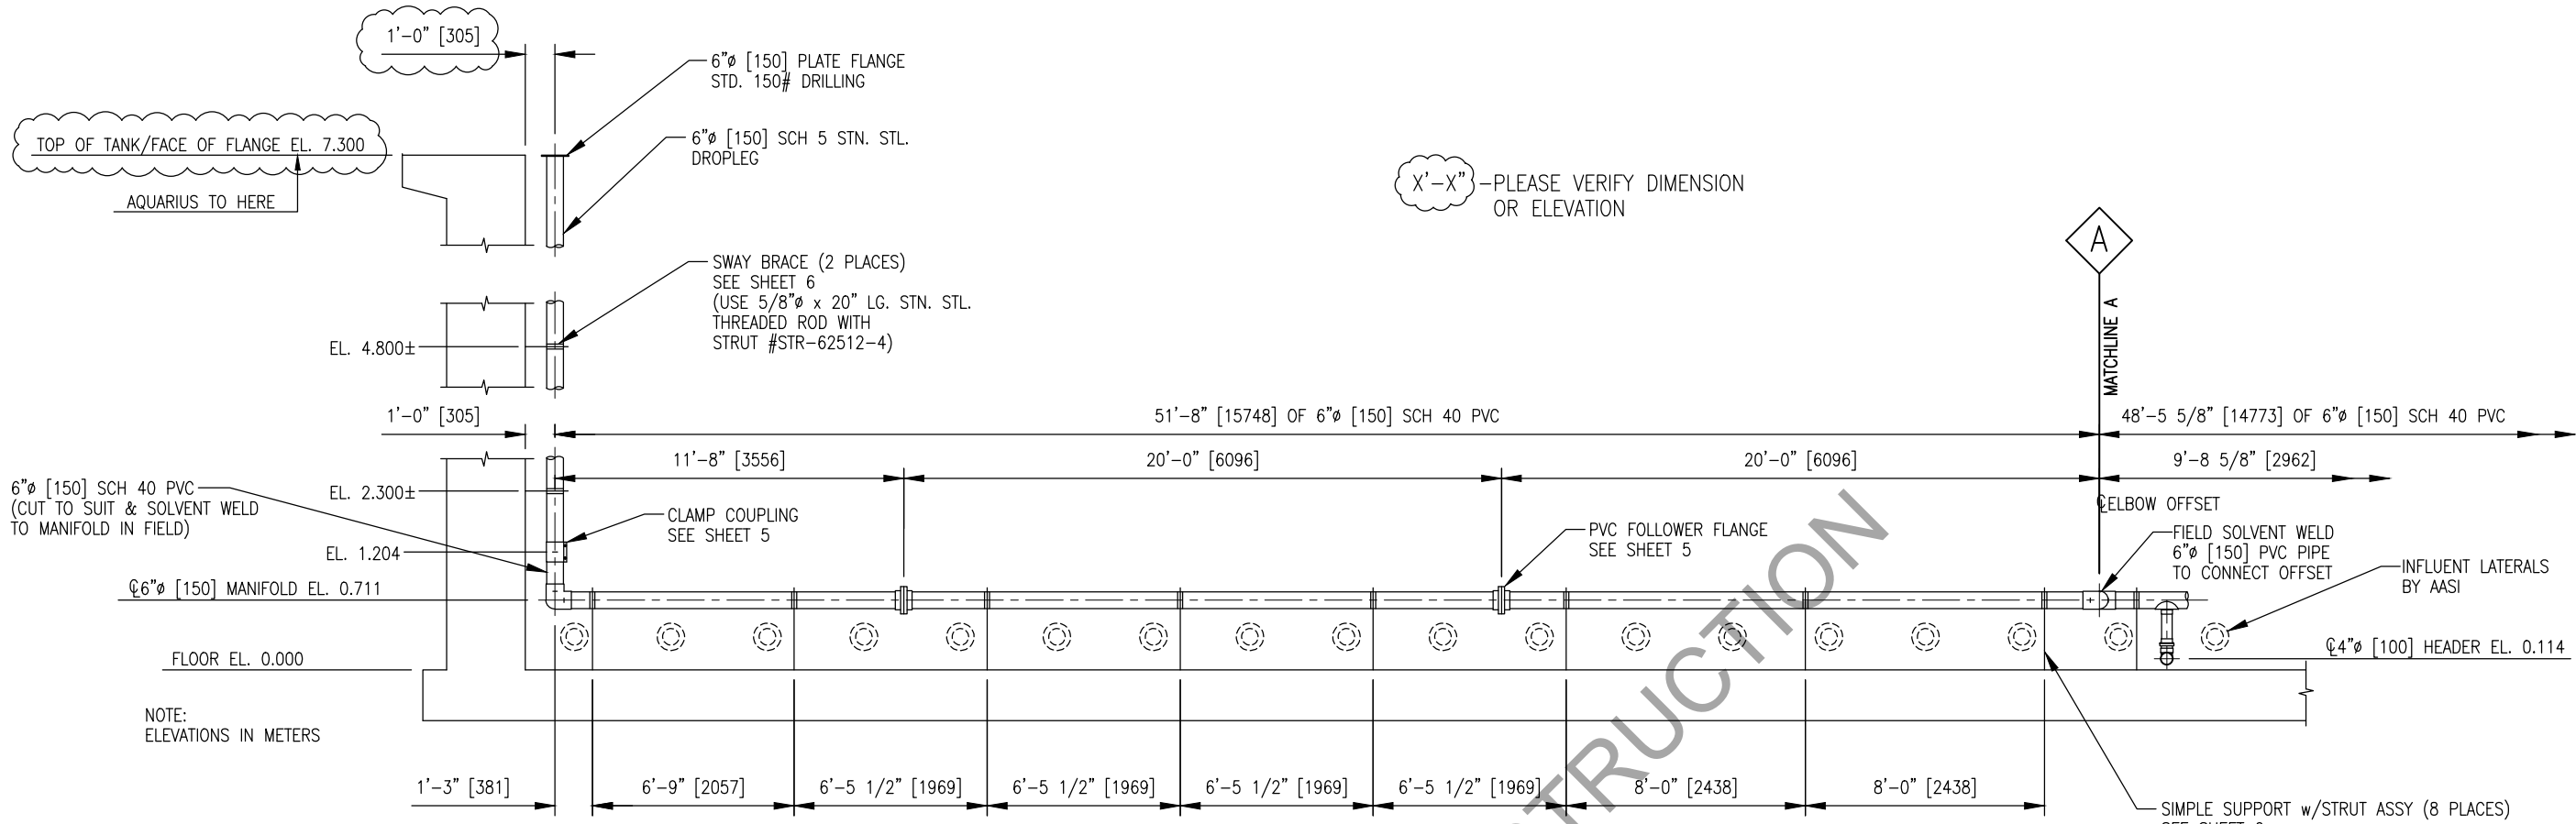 1'-0" [305]
6"ø [150] PLATE FLANGE
STD. 150# DRILLING
TOP OF TANK/FACE OF FLANGE EL. 7.300
6"ø [150] SCH 5 STN. STL.
DROPLEG
AQUARIUS TO HERE
X'-X" -PLEASE VERIFY DIMENSION
OR ELEVATION
A
MATCHLINE A
SWAY BRACE (2 PLACES)
SEE SHEET 6
(USE 5/8"ø x 20" LG. STN. STL.
THREADED ROD WITH
STRUT #STR-62512-4)
EL. 4.800±
1'-0" [305]
51'-8" [15748] OF 6"ø [150] SCH 40 PVC
48'-5 5/8" [14773] OF 6"ø [150] SCH 40 PVC
11'-8" [3556]
20'-0" [6096]
20'-0" [6096]
9'-8 5/8" [2962]
6"ø [150] SCH 40 PVC
(CUT TO SUIT & SOLVENT WELD
TO MANIFOLD IN FIELD)
EL. 2.300±
CLAMP COUPLING
SEE SHEET 5
PVC FOLLOWER FLANGE
SEE SHEET 5
℄ELBOW OFFSET
FIELD SOLVENT WELD
6"ø [150] PVC PIPE
TO CONNECT OFFSET
INFLUENT LATERALS
BY AASI
EL. 1.204
℄6"ø [150] MANIFOLD EL. 0.711
FLOOR EL. 0.000
℄4"ø [100] HEADER EL. 0.114
NOTE:
ELEVATIONS IN METERS
1'-3" [381]
6'-9" [2057]
6'-5 1/2" [1969]
6'-5 1/2" [1969]
6'-5 1/2" [1969]
6'-5 1/2" [1969]
8'-0" [2438]
8'-0" [2438]
SIMPLE SUPPORT w/STRUT ASSY (8 PLACES)
TRUCTION